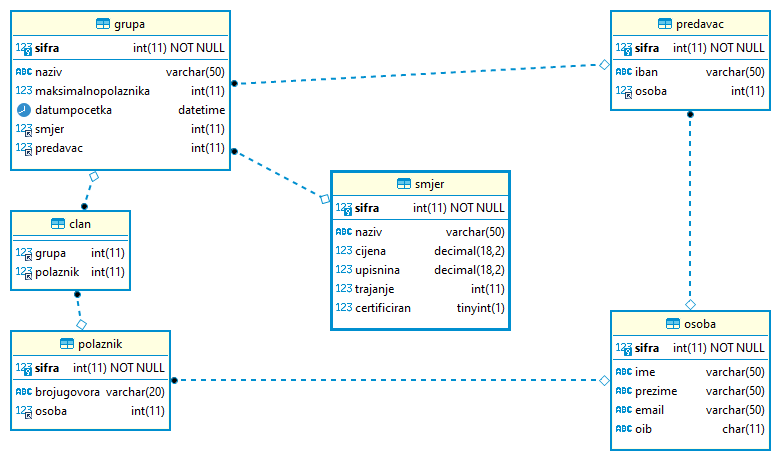 grupa
123 sifra int(11) NOT NULL
ABC naziv varchar(50)
123 maksimalnopolaznika int(11)
datumpocetka datetime
123 smjer int(11)
123 predavac int(11)
predavac
123 sifra int(11) NOT NULL
ABC iban varchar(50)
123 osoba int(11)
smjer
123 sifra int(11) NOT NULL
ABC naziv varchar(50)
123 cijena decimal(18,2)
123 upisnina decimal(18,2)
123 trajanje int(11)
123 certificiran tinyint(1)
clan
123 grupa int(11)
123 polaznik int(11)
polaznik
123 sifra int(11) NOT NULL
ABC brojugovora varchar(20)
123 osoba int(11)
osoba
123 sifra int(11) NOT NULL
ABC ime varchar(50)
ABC prezime varchar(50)
ABC email varchar(50)
ABC oib char(11)